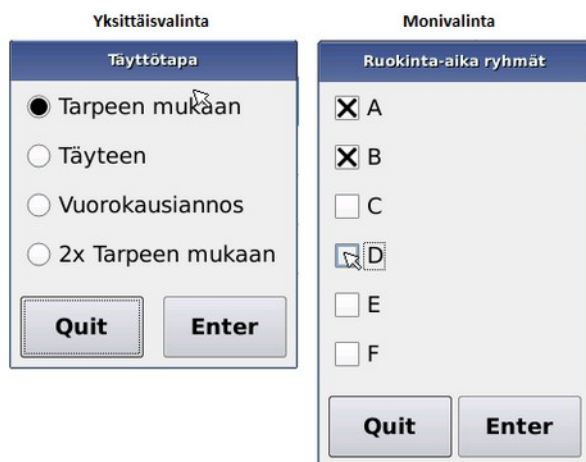 Yksittäisvalinta
Täyttötapa
Tarpeen mukaan
Täyteen
Vuorokausiannos
2x Tarpeen mukaan
Quit Enter
Monivalinta
Ruokinta-aika ryhmät
A
B
C
D
E
F
Quit Enter